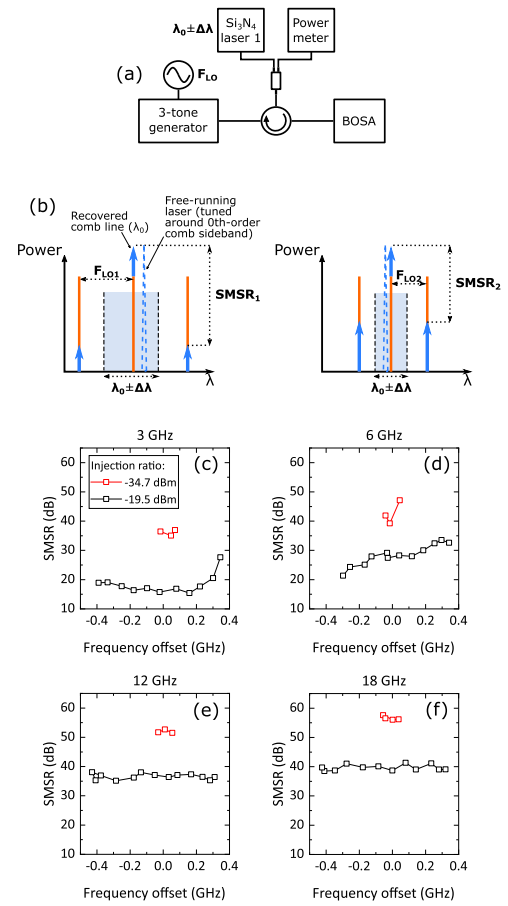 (a)
λ₀±Δλ
Si₃N₄
laser 1
Power
meter
F_LO
3-tone
generator
BOSA
(b)
Recovered
comb line (λ₀)
Free-running
laser (tuned
around 0th-order
comb sideband)
Power
F_LO1
SMSR₁
λ₀±Δλ
λ
Power
F_LO2
SMSR₂
λ₀±Δλ
λ
3 GHz
(c)
Injection ratio:
-34.7 dBm
-19.5 dBm
SMSR (dB)
60
50
40
30
20
10
-0.4 -0.2 0.0 0.2 0.4
Frequency offset (GHz)
6 GHz
(d)
SMSR (dB)
60
50
40
30
20
10
-0.4 -0.2 0.0 0.2 0.4
Frequency offset (GHz)
12 GHz
(e)
SMSR (dB)
60
50
40
30
20
10
-0.4 -0.2 0.0 0.2 0.4
Frequency offset (GHz)
18 GHz
(f)
SMSR (dB)
60
50
40
30
20
10
-0.4 -0.2 0.0 0.2 0.4
Frequency offset (GHz)